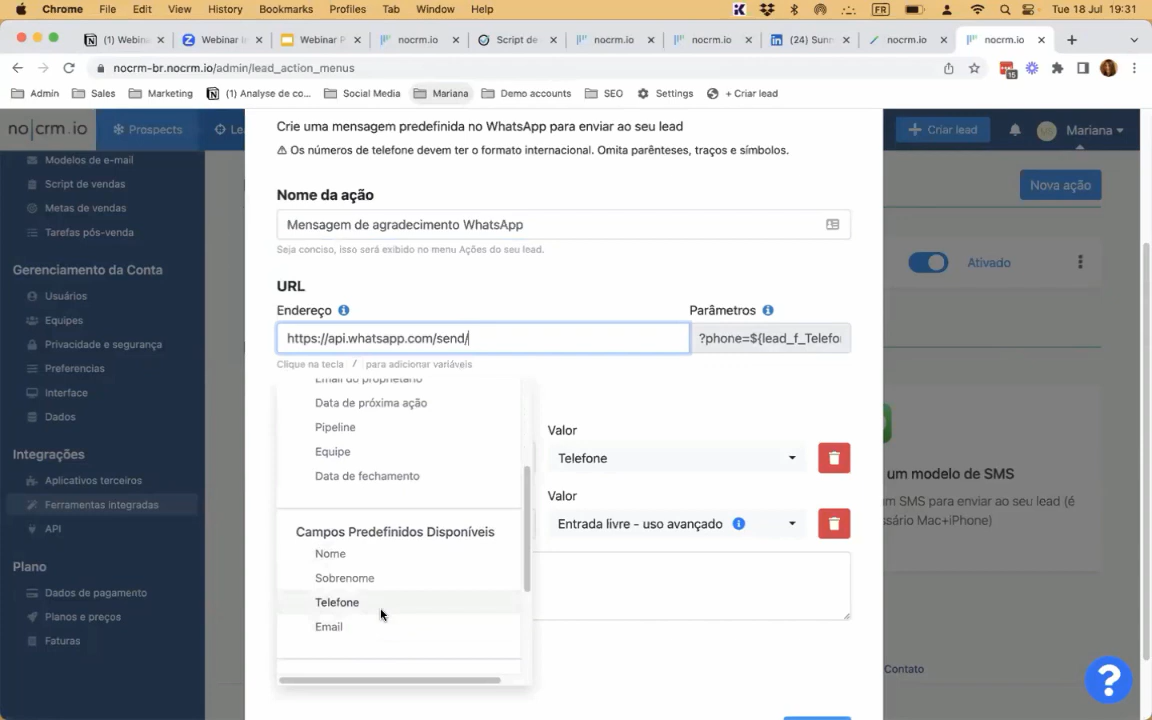 Chrome File Edit View History Bookmarks Profiles Tab Window Help FR Tue 18 Jul 19:31
(1) Webina Webinar I Webinar P nocrm.io Script de nocrm.io nocrm.io (24) Sunr nocrm.io nocrm.io
nocrm-br.nocrm.io/admin/lead_action_menus 15
Admin Sales Marketing (1) Analyse de co... Social Media Mariana Demo accounts SEO Settings + Criar lead
no|crm.io Prospects Lea Criar lead Mariana
Crie uma mensagem predefinida no WhatsApp para enviar ao seu lead
⚠ Os números de telefone devem ter o formato internacional. Omita parênteses, traços e símbolos.
Modelos de e-mail
Script de vendas
Metas de vendas
Tarefas pós-venda
Gerenciamento da Conta
Usuários
Equipes
Privacidade e segurança
Preferences
Interface
Dados
Integrações
Aplicativos terceiros
Ferramentas integradas
API
Plano
Dados de pagamento
Planos e preços
Faturas
Nome da ação
Mensagem de agradecimento WhatsApp
Seja conciso, isso será exibido no menu Ações do seu lead.
URL
Endereço Parâmetros
https://api.whatsapp.com/send/ ?phone=${lead_f_Telefo
Clique na tecla / para adicionar variáveis
Email do proprietário
Data de próxima ação
Pipeline
Equipe
Data de fechamento
Campos Predefinidos Disponíveis
Nome
Sobrenome
Telefone
Email
Valor
Telefone
Valor
Entrada livre - uso avançado
Nova ação
Ativado
um modelo de SMS
m SMS para enviar ao seu lead (é
ssário Mac+iPhone)
Contato
?